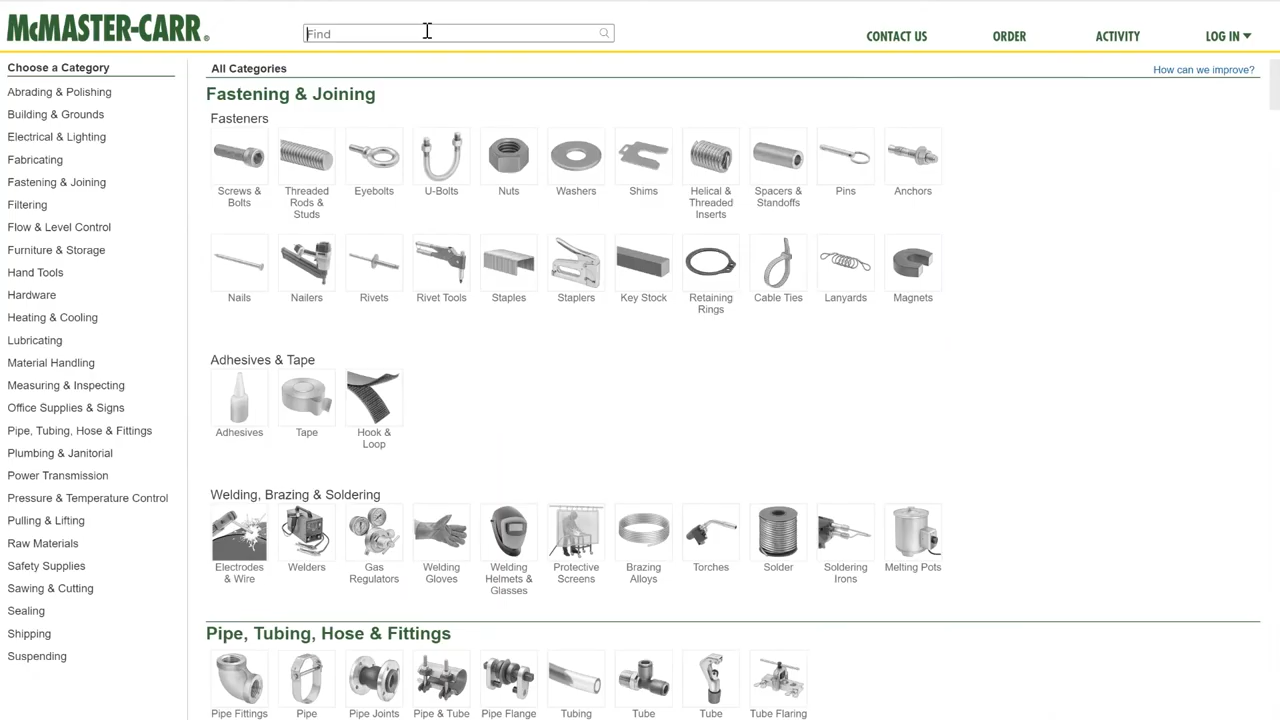 McMASTER-CARR®
Find
CONTACT US
ORDER
ACTIVITY
LOG IN
Choose a Category
Abrading & Polishing
Building & Grounds
Electrical & Lighting
Fabricating
Fastening & Joining
Filtering
Flow & Level Control
Furniture & Storage
Hand Tools
Hardware
Heating & Cooling
Lubricating
Material Handling
Measuring & Inspecting
Office Supplies & Signs
Pipe, Tubing, Hose & Fittings
Plumbing & Janitorial
Power Transmission
Pressure & Temperature Control
Pulling & Lifting
Raw Materials
Safety Supplies
Sawing & Cutting
Sealing
Shipping
Suspending
All Categories
How can we improve?
Fastening & Joining
Fasteners
Screws &
Bolts
Threaded
Rods &
Studs
Eyebolts
U-Bolts
Nuts
Washers
Shims
Helical &
Threaded
Inserts
Spacers &
Standoffs
Pins
Anchors
Nails
Nailers
Rivets
Rivet Tools
Staples
Staplers
Key Stock
Retaining
Rings
Cable Ties
Lanyards
Magnets
Adhesives & Tape
Adhesives
Tape
Hook &
Loop
Welding, Brazing & Soldering
Electrodes
& Wire
Welders
Gas
Regulators
Welding
Gloves
Welding
Helmets &
Glasses
Protective
Screens
Brazing
Alloys
Torches
Solder
Soldering
Irons
Melting Pots
Pipe, Tubing, Hose & Fittings
Pipe Fittings
Pipe
Pipe Joints
Pipe & Tube
Pipe Flange
Tubing
Tube
Tube
Tube Flaring